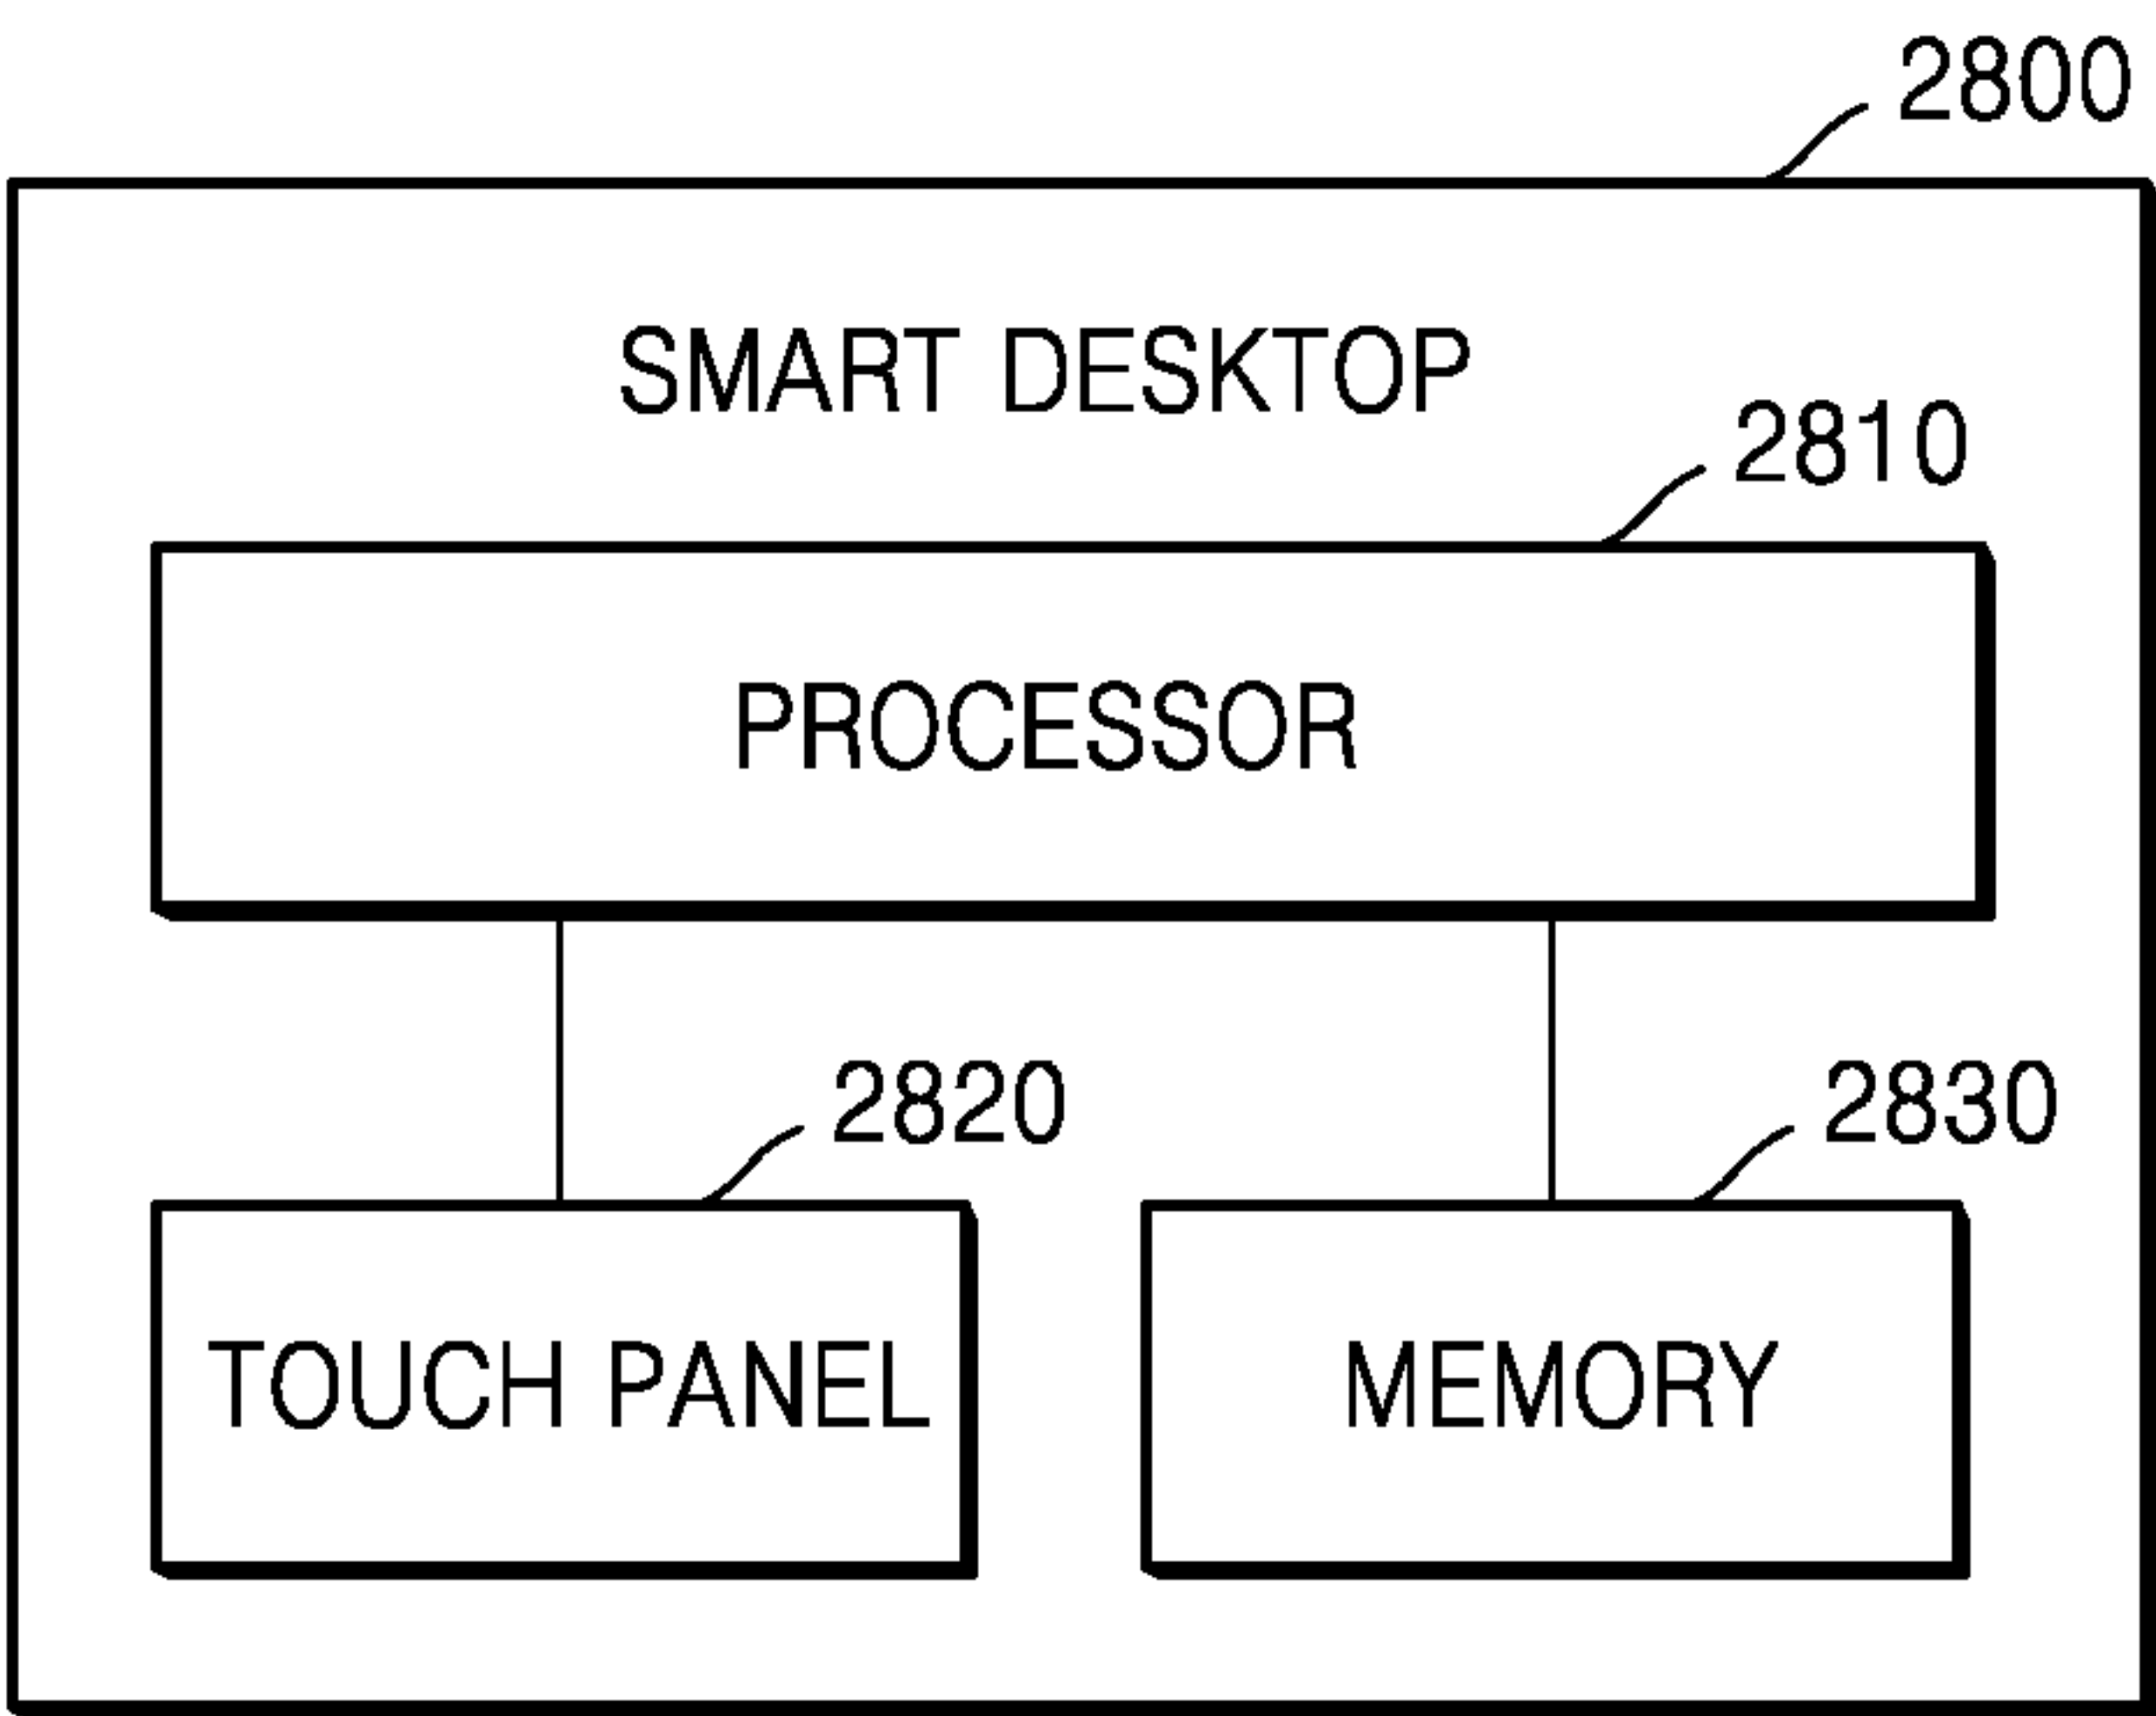 2800
SMART DESKTOP
2810
PROCESSOR
2820
2830
TOUCH PANEL
MEMORY